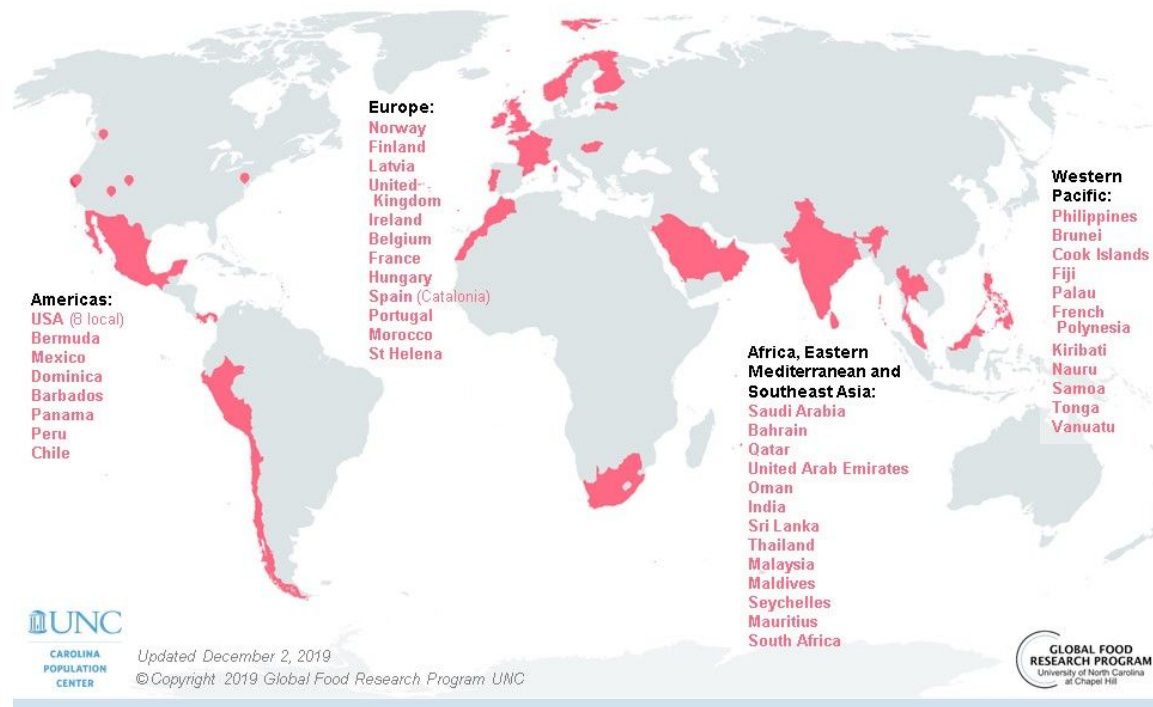 Europe:
Norway
Finland
Latvia
United
Kingdom
Ireland
Belgium
France
Hungary
Spain (Catalonia)
Portugal
Morocco
St Helena
Americas:
USA (8 local)
Bermuda
Mexico
Dominica
Barbados
Panama
Peru
Chile
Africa, Eastern
Mediterranean and
Southeast Asia:
Saudi Arabia
Bahrain
Qatar
United Arab Emirates
Oman
India
Sri Lanka
Thailand
Malaysia
Maldives
Seychelles
Mauritius
South Africa
Western
Pacific:
Philippines
Brunei
Cook Islands
Fiji
Palau
French
Polynesia
Kiribati
Nauru
Samoa
Tonga
Vanuatu
UNC
CAROLINA
POPULATION
CENTER
Updated December 2, 2019
©Copyright 2019 Global Food Research Program UNC
GLOBAL FOOD
RESEARCH PROGRAM
University of North Carolina
at Chapel Hill